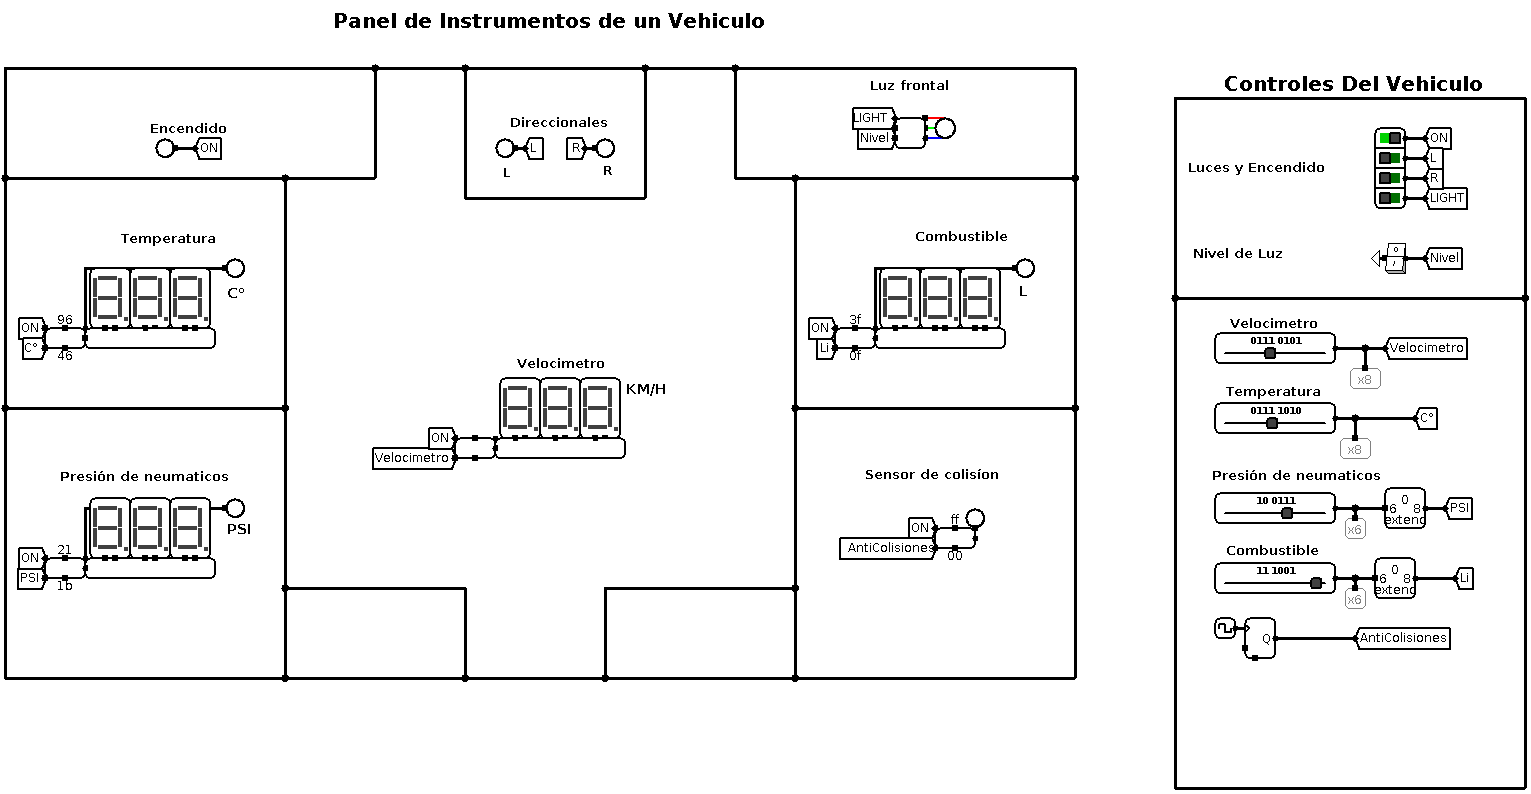 Panel de Instrumentos de un Vehiculo
Encendido
ON
Direccionales
L
R
L
R
Luz frontal
LIGHT
Nivel
Temperatura
C°
ON
96
C°
46
Combustible
L
ON
3f
Li
0f
Velocimetro
KM/H
ON
Velocimetro
Presión de neumaticos
PSI
ON
21
PSI
1b
Sensor de colisíon
ON
ff
AntiColisiones
00
Controles Del Vehiculo
Luces y Encendido
ON
L
R
LIGHT
Nivel de Luz
0
/
Nivel
Velocimetro
0111 0101
Velocimetro
x8
Temperatura
0111 1010
C°
x8
Presión de neumaticos
10 0111
0
6 8
extend
PSI
x6
Combustible
11 1001
0
6 8
extend
Li
x6
Q
AntiColisiones